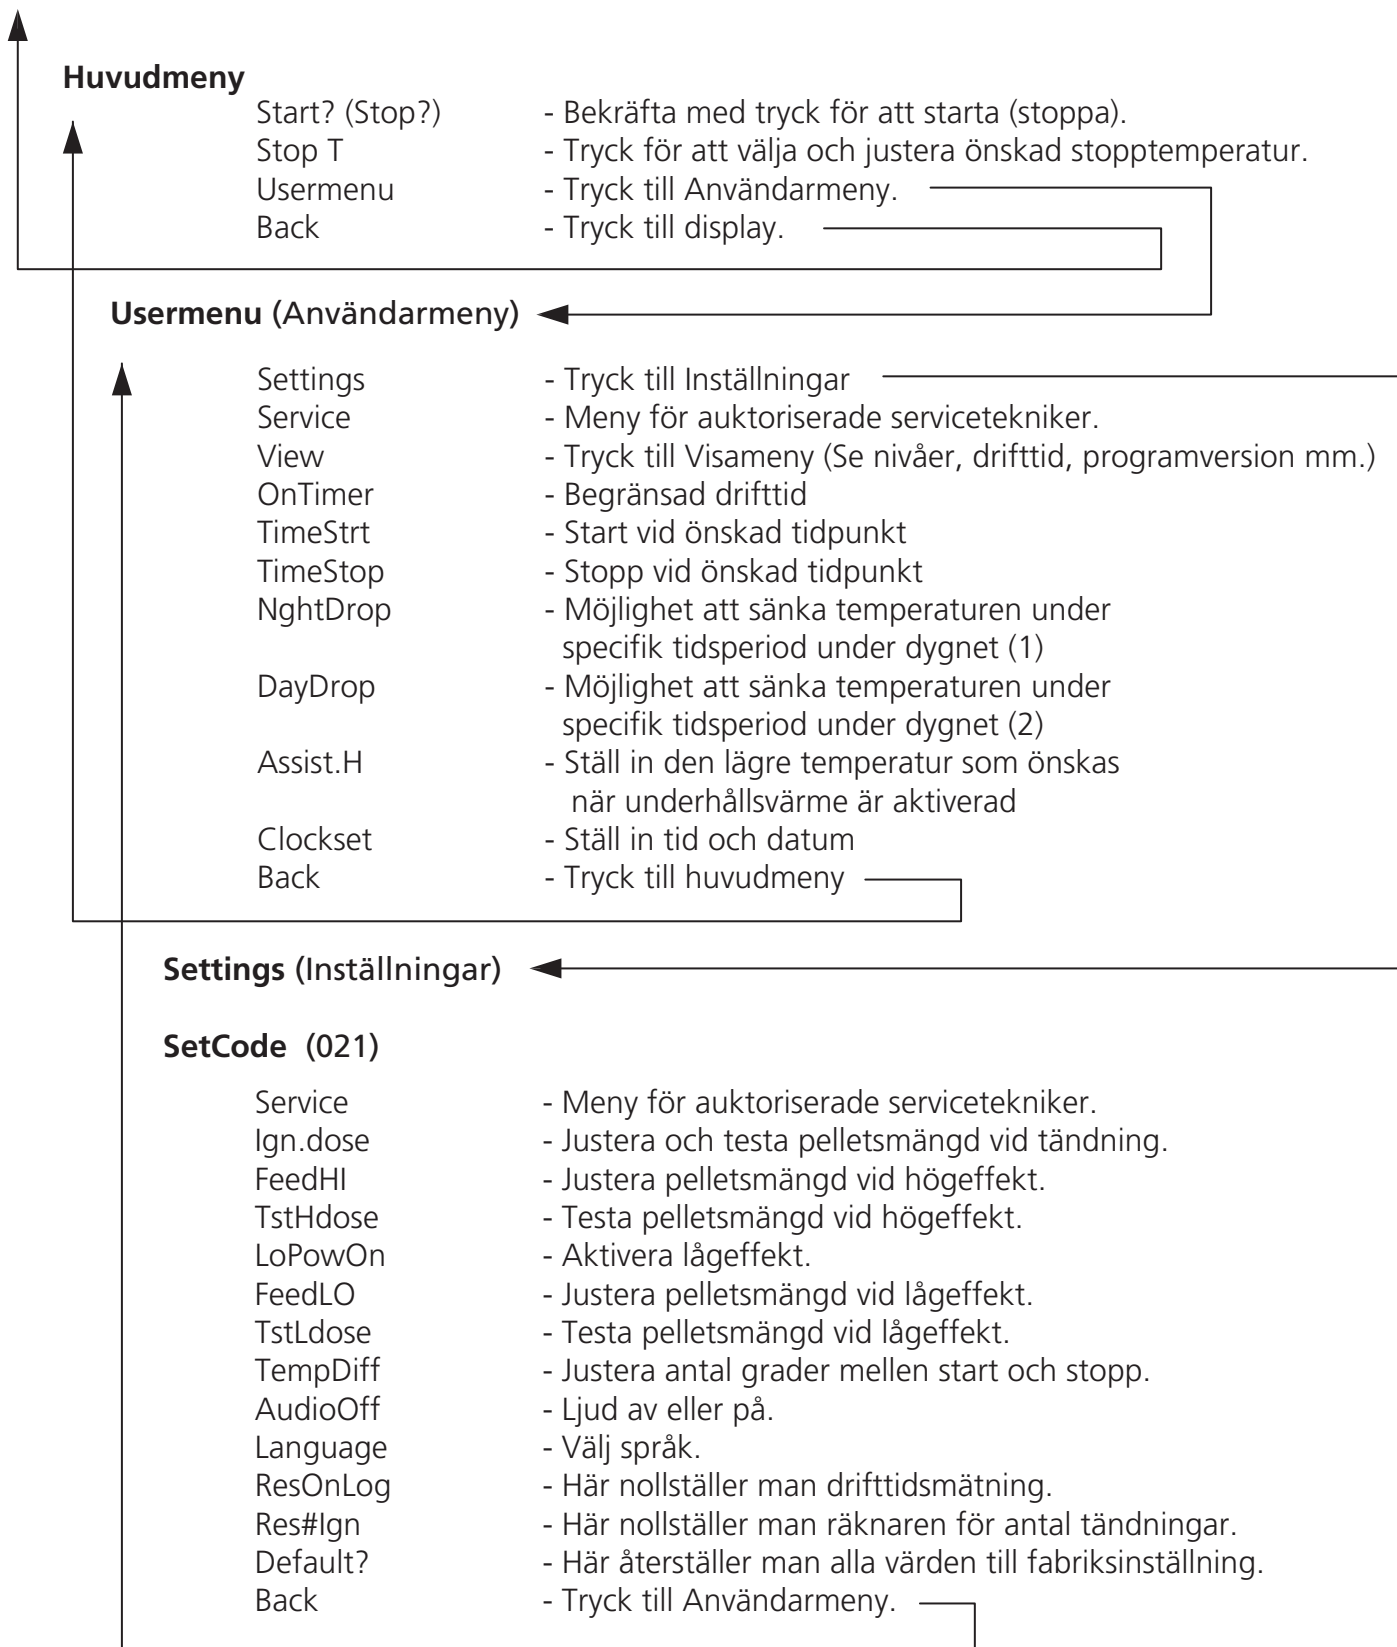 Huvudmeny
Start? (Stop?) - Bekräfta med tryck för att starta (stoppa).
Stop T - Tryck för att välja och justera önskad stopptemperatur.
Usermenu - Tryck till Användarmeny.
Back - Tryck till display.
Usermenu (Användarmeny)
Settings - Tryck till Inställningar
Service - Meny för auktoriserade servicetekniker.
View - Tryck till Visameny (Se nivåer, drifttid, programversion mm.)
OnTimer - Begränsad drifttid
TimeStrt - Start vid önskad tidpunkt
TimeStop - Stopp vid önskad tidpunkt
NghtDrop - Möjlighet att sänka temperaturen under
specifik tidsperiod under dygnet (1)
DayDrop - Möjlighet att sänka temperaturen under
specifik tidsperiod under dygnet (2)
Assist.H - Ställ in den lägre temperatur som önskas
när underhållsvärme är aktiverad
Clockset - Ställ in tid och datum
Back - Tryck till huvudmeny
Settings (Inställningar)
SetCode (021)
Service - Meny för auktoriserade servicetekniker.
Ign.dose - Justera och testa pelletsmängd vid tändning.
FeedHI - Justera pelletsmängd vid högeffekt.
TstHdose - Testa pelletsmängd vid högeffekt.
LoPowOn - Aktivera lågeffekt.
FeedLO - Justera pelletsmängd vid lågeffekt.
TstLdose - Testa pelletsmängd vid lågeffekt.
TempDiff - Justera antal grader mellen start och stopp.
AudioOff - Ljud av eller på.
Language - Välj språk.
ResOnLog - Här nollställer man drifttidsmätning.
Res#Ign - Här nollställer man räknaren för antal tändningar.
Default? - Här återställer man alla värden till fabriksinställning.
Back - Tryck till Användarmeny.